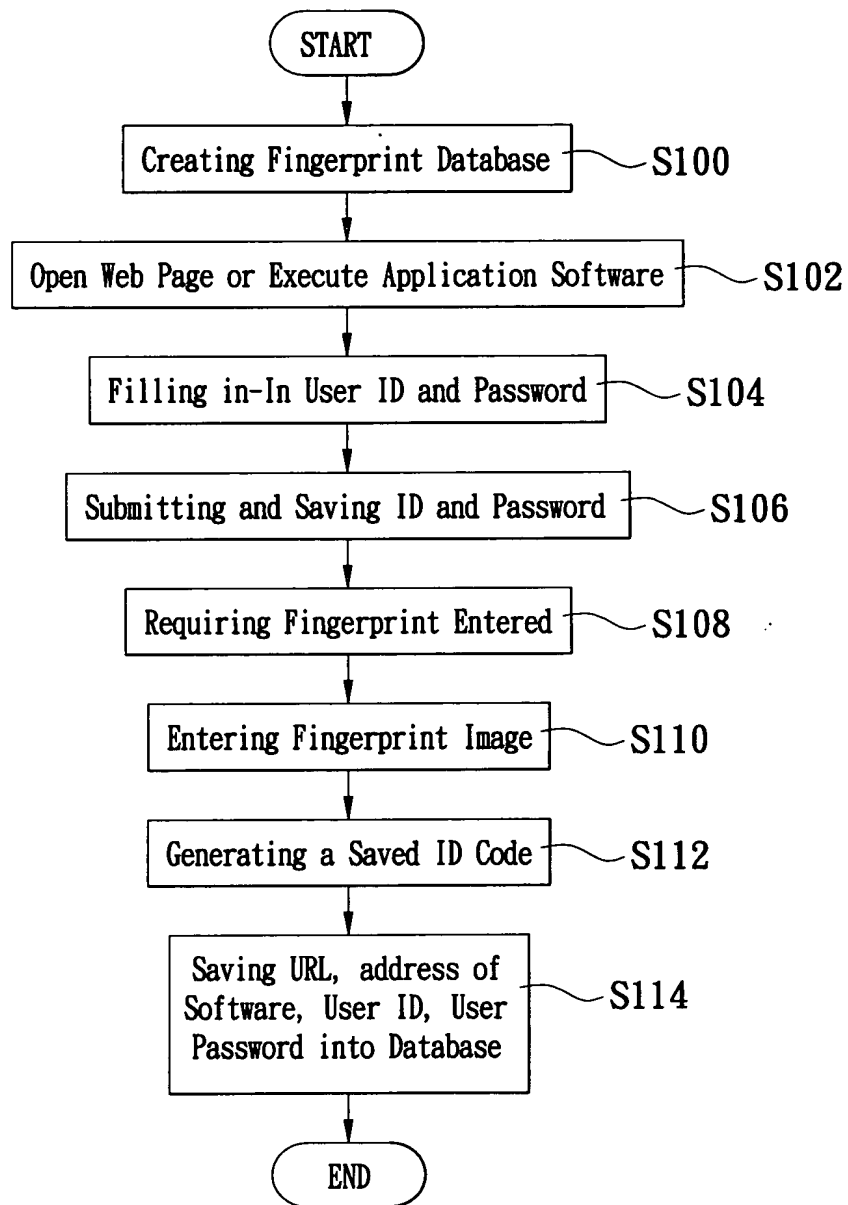 START
Creating Fingerprint Database
S100
Open Web Page or Execute Application Software
S102
Filling in-In User ID and Password
S104
Submitting and Saving ID and Password
S106
Requiring Fingerprint Entered
S108
Entering Fingerprint Image
S110
Generating a Saved ID Code
S112
Saving URL, address of
Software, User ID, User
Password into Database
S114
END